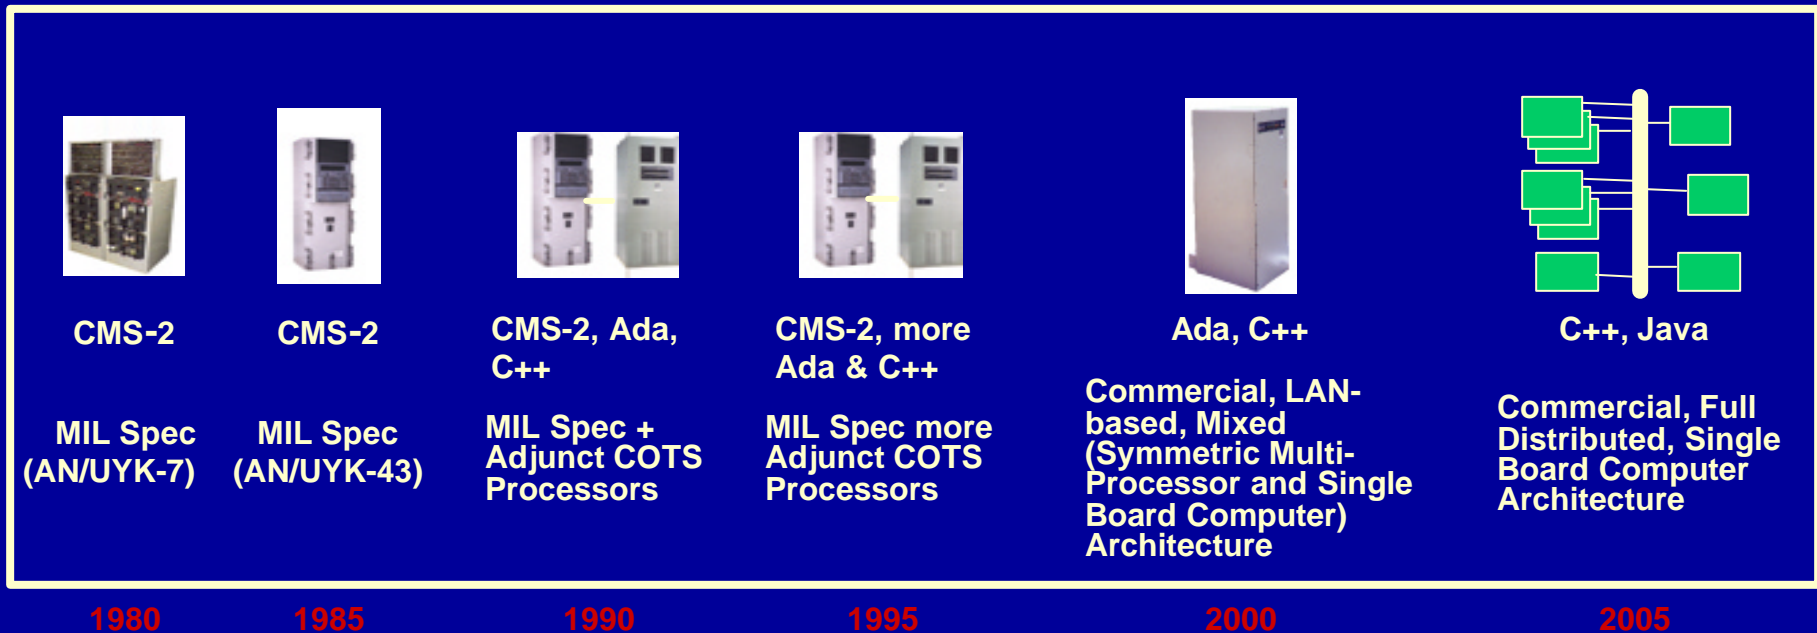 CMS-2
MIL Spec
(AN/UYK-7)
1980
CMS-2
MIL Spec
(AN/UYK-43)
1985
CMS-2, Ada,
C++
MIL Spec +
Adjunct COTS
Processors
1990
CMS-2, more
Ada & C++
MIL Spec more
Adjunct COTS
Processors
1995
Ada, C++
Commercial, LAN-
based, Mixed
(Symmetric Multi-
Processor and Single
Board Computer)
Architecture
2000
C++, Java
Commercial, Full
Distributed, Single
Board Computer
Architecture
2005